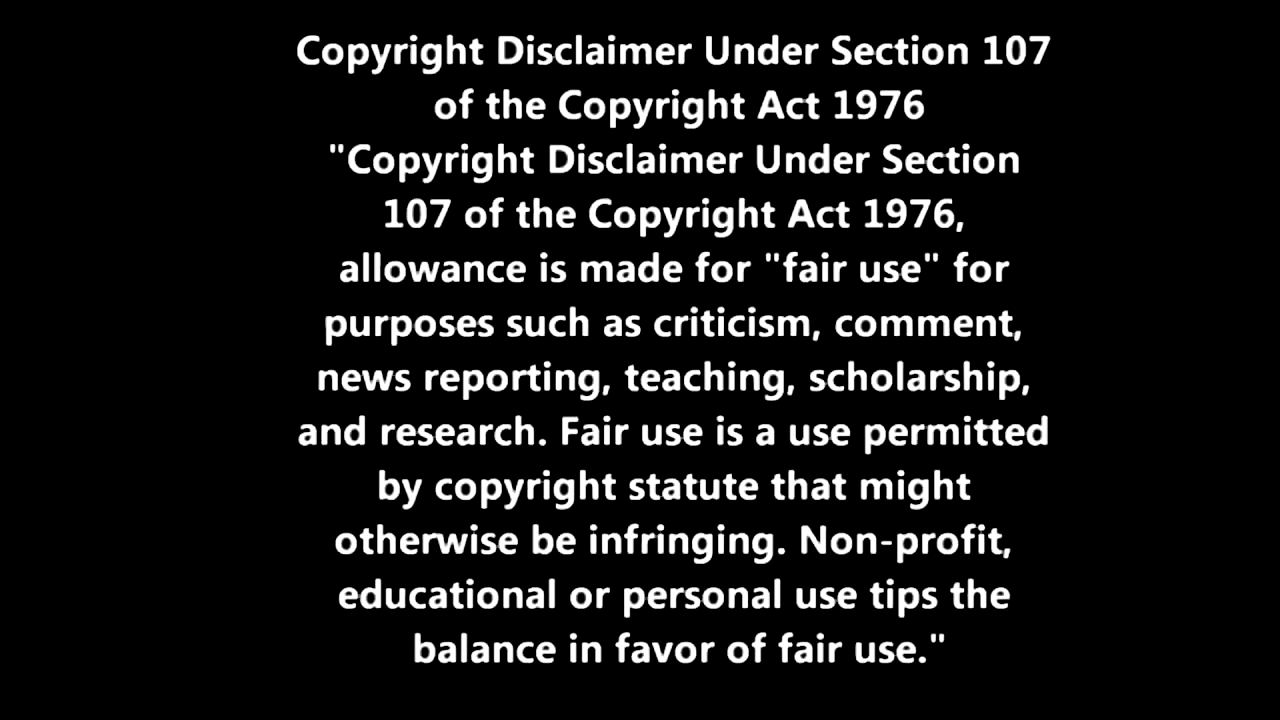 Copyright Disclaimer Under Section 107
of the Copyright Act 1976
"Copyright Disclaimer Under Section
107 of the Copyright Act 1976,
allowance is made for "fair use" for
purposes such as criticism, comment,
news reporting, teaching, scholarship,
and research. Fair use is a use permitted
by copyright statute that might
otherwise be infringing. Non-profit,
educational or personal use tips the
balance in favor of fair use."